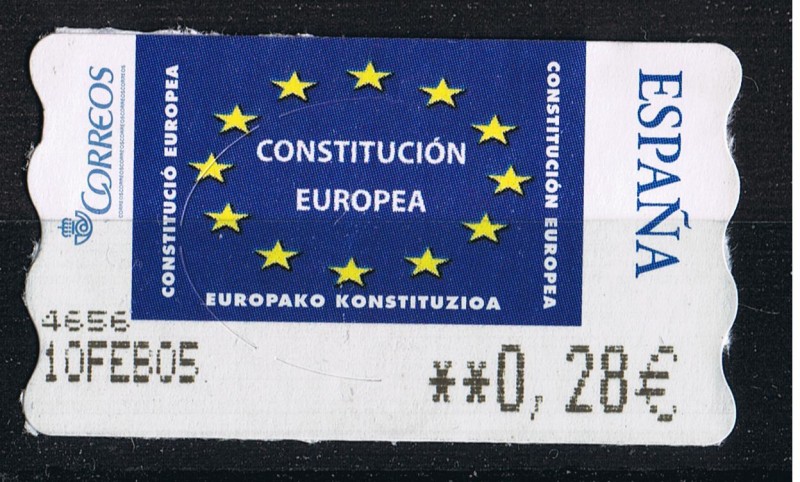 CORREOS
CONSTITUCIÓ EUROPEA
CONSTITUCIÓN
EUROPEA
CONSTITUCIÓN EUROPEA
EUROPAKO KONSTITUZIOA
ESPAÑA
4656
10FEB05
**0,28€